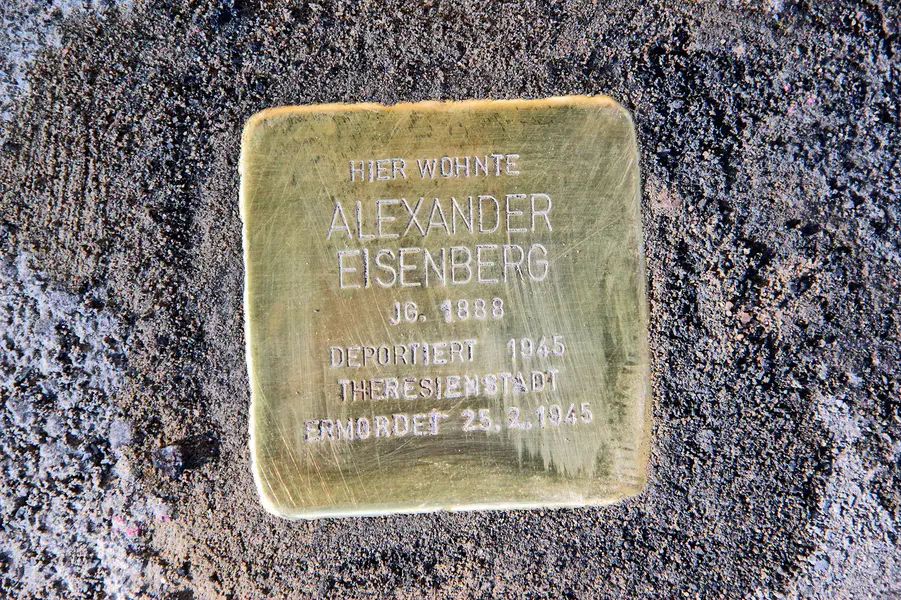 HIER WOHNTE
ALEXANDER
EISENBERG
JG. 1888
DEPORTIERT 1945
THERESIENSTADT
ERMORDET 25.2.1945